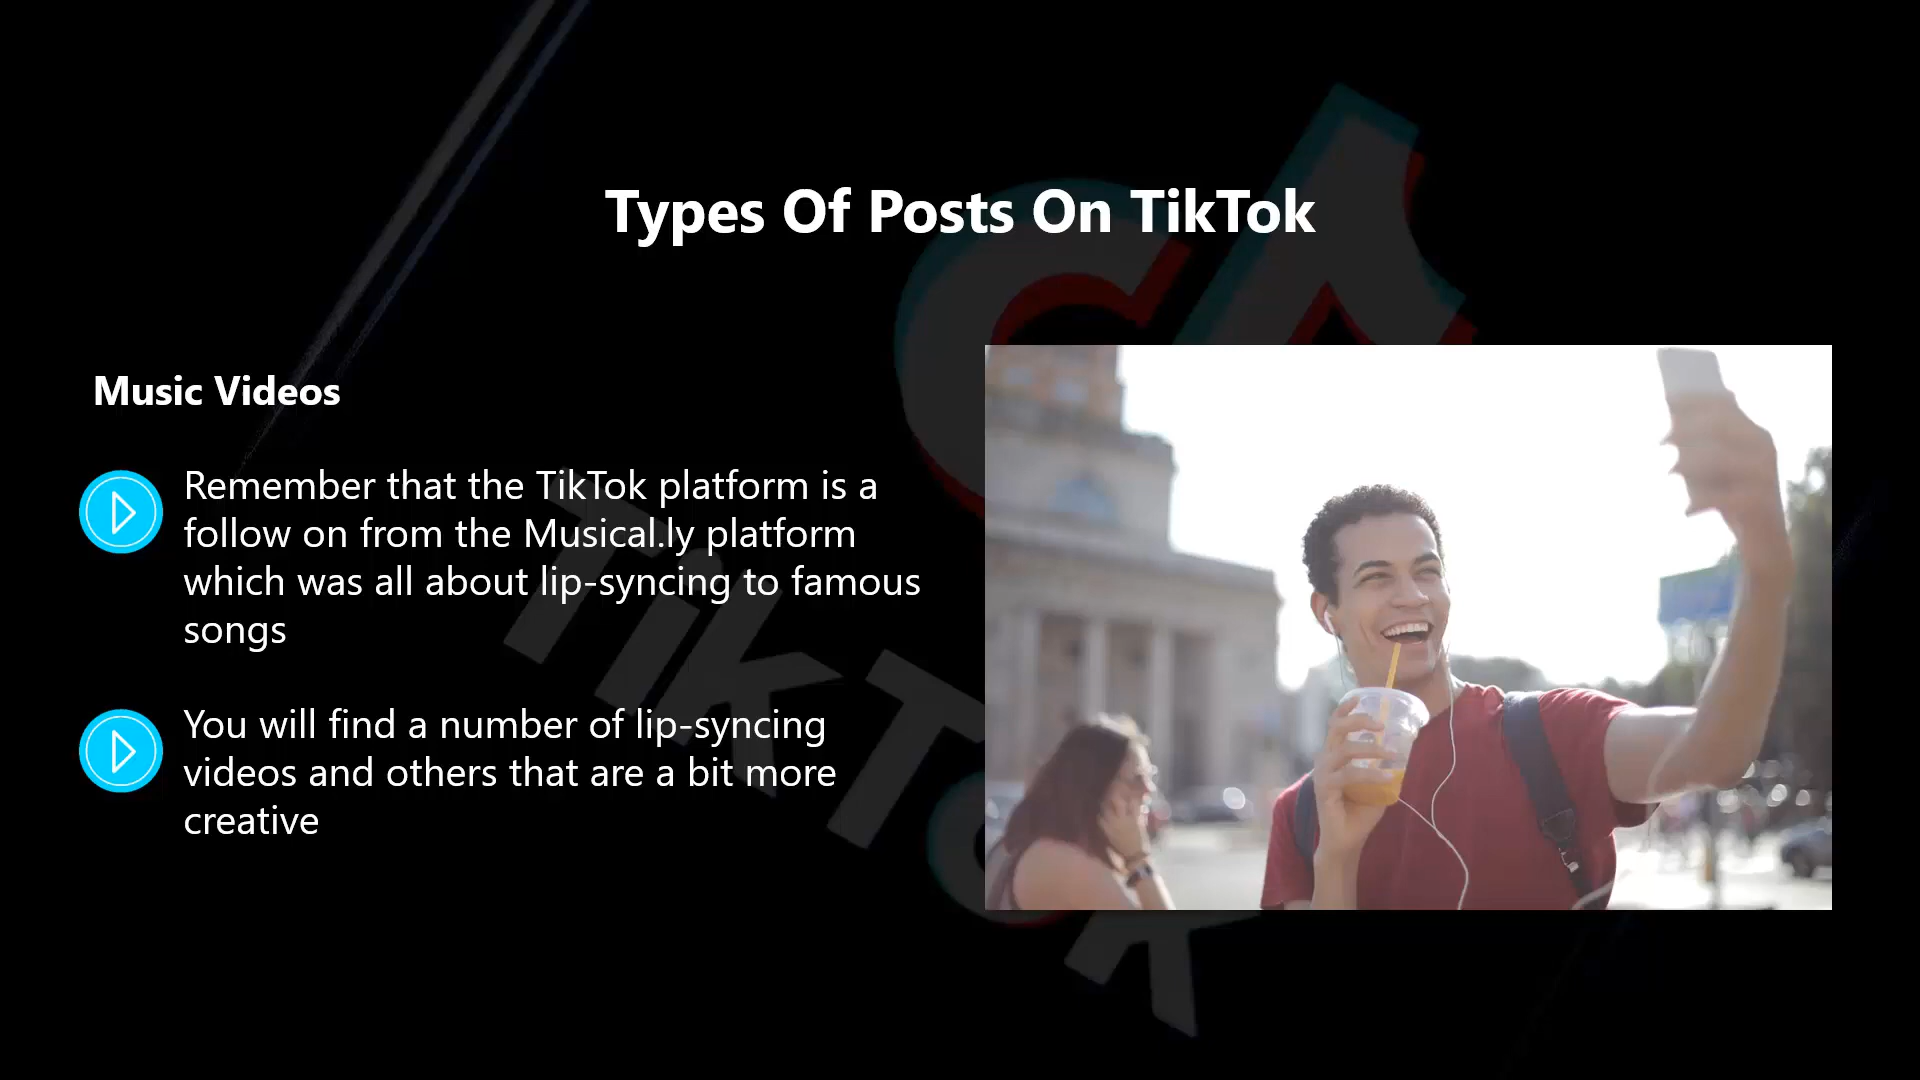 Types Of Posts On TikTok
Music Videos
Remember that the TikTok platform is a
follow on from the Musical.ly platform
which was all about lip-syncing to famous
songs
You will find a number of lip-syncing
videos and others that are a bit more
creative
TikTok